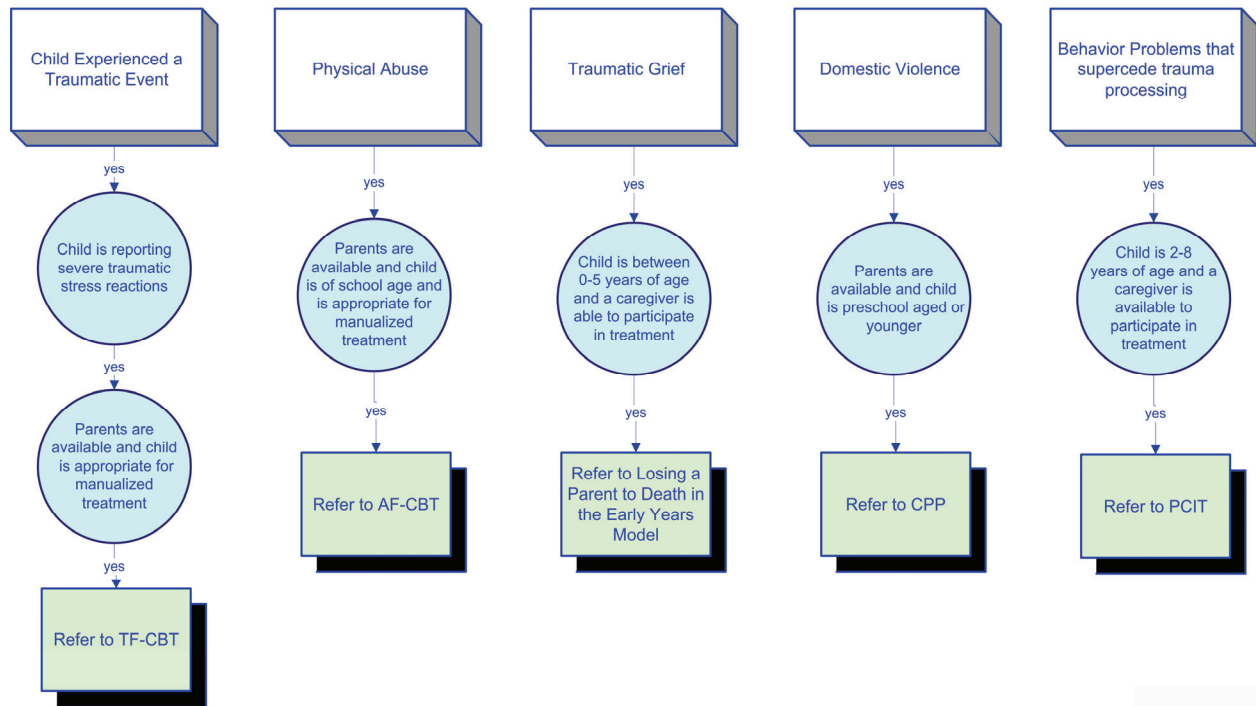 Child Experienced a
Traumatic Event
yes
Child is reporting
severe traumatic
stress reactions
yes
Parents are
available and child
is appropriate for
manualized
treatment
yes
Refer to TF-CBT
Physical Abuse
yes
Parents are
available and child
is of school age and
is appropriate for
manualized
treatment
yes
Refer to AF-CBT
Traumatic Grief
yes
Child is between
0-5 years of age
and a caregiver is
able to participate
in treatment
yes
Refer to Losing a
Parent to Death in
the Early Years
Model
Domestic Violence
yes
Parents are
available and child
is preschool aged or
younger
yes
Refer to CPP
Behavior Problems that
supercede trauma
processing
yes
Child is 2-8
years of age and a
caregiver is
available to
participate in
treatment
yes
Refer to PCIT